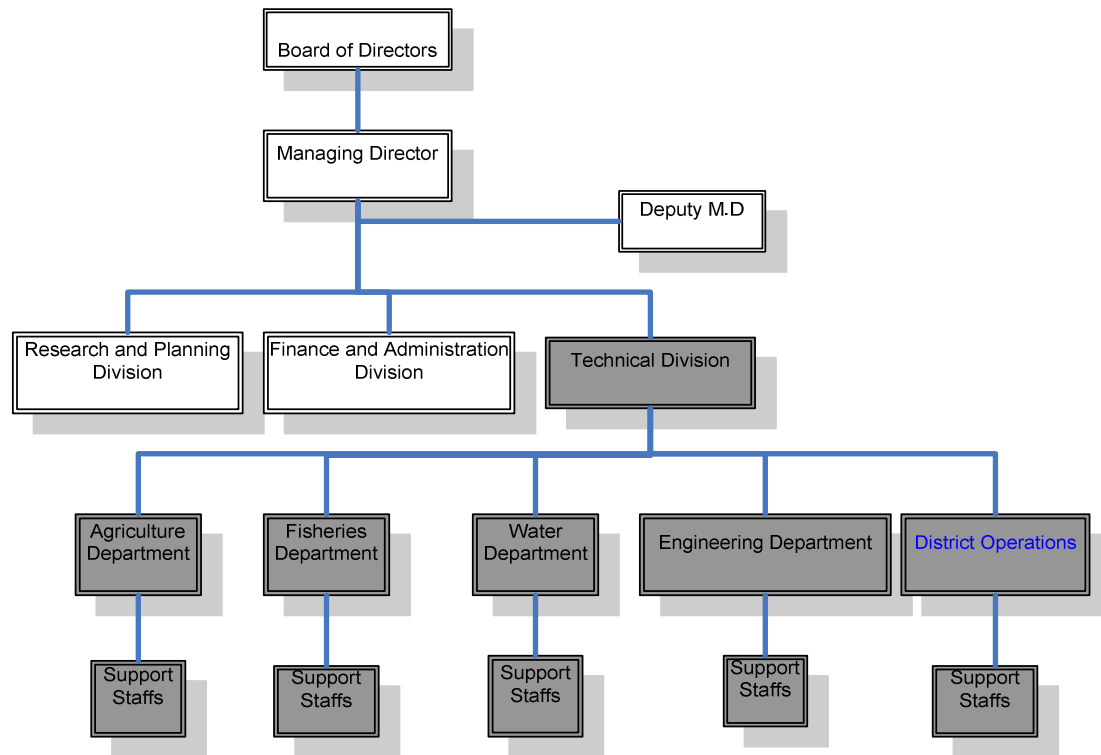 Board of Directors
Managing Director
Deputy M.D
Research and Planning
Division
Finance and Administration
Division
Technical Division
Agriculture
Department
Fisheries
Department
Water
Department
Engineering Department
District Operations
Support
Staffs
Support
Staffs
Support
Staffs
Support
Staffs
Support
Staffs